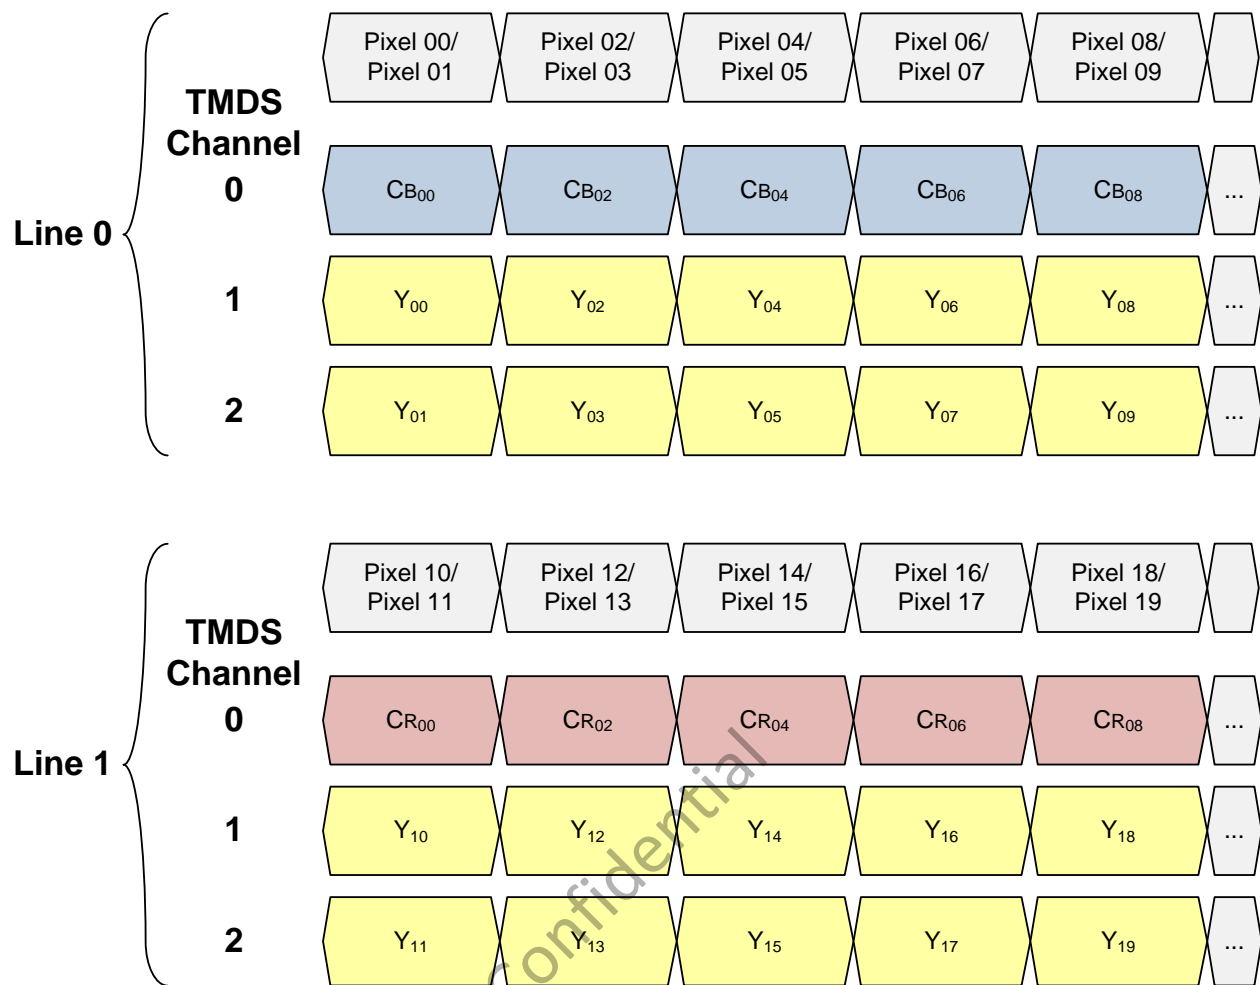 Pixel 00/ Pixel 02/ Pixel 04/ Pixel 06/ Pixel 08/
Pixel 01 Pixel 03 Pixel 05 Pixel 07 Pixel 09
TMDS
Channel
0 CB00 CB02 CB04 CB06 CB08 ...
Line 0
1 Y00 Y02 Y04 Y06 Y08 ...
2 Y01 Y03 Y05 Y07 Y09 ...
Pixel 10/ Pixel 12/ Pixel 14/ Pixel 16/ Pixel 18/
Pixel 11 Pixel 13 Pixel 15 Pixel 17 Pixel 19
TMDS
Channel
0 CR00 CR02 CR04 CR06 CR08 ...
Line 1
1 Y10 Y12 Y14 Y16 Y18 ...
2 Y11 Y13 Y15 Y17 Y19 ...
Confidential